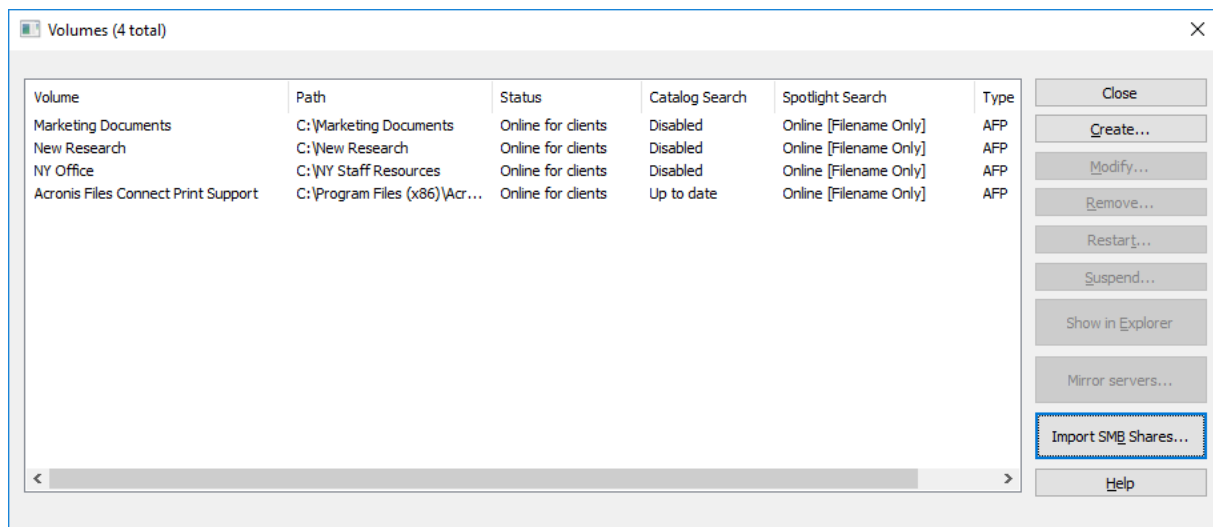 Volumes (4 total)
Volume Path Status Catalog Search Spotlight Search Type
Marketing Documents C:\Marketing Documents Online for clients Disabled Online [Filename Only] AFP
New Research C:\New Research Online for clients Disabled Online [Filename Only] AFP
NY Office C:\NY Staff Resources Online for clients Disabled Online [Filename Only] AFP
Acronis Files Connect Print Support C:\Program Files (x86)\Acr... Online for clients Up to date Online [Filename Only] AFP
Close
Create...
Modify...
Remove...
Restart...
Suspend...
Show in Explorer
Mirror servers...
Import SMB Shares...
Help